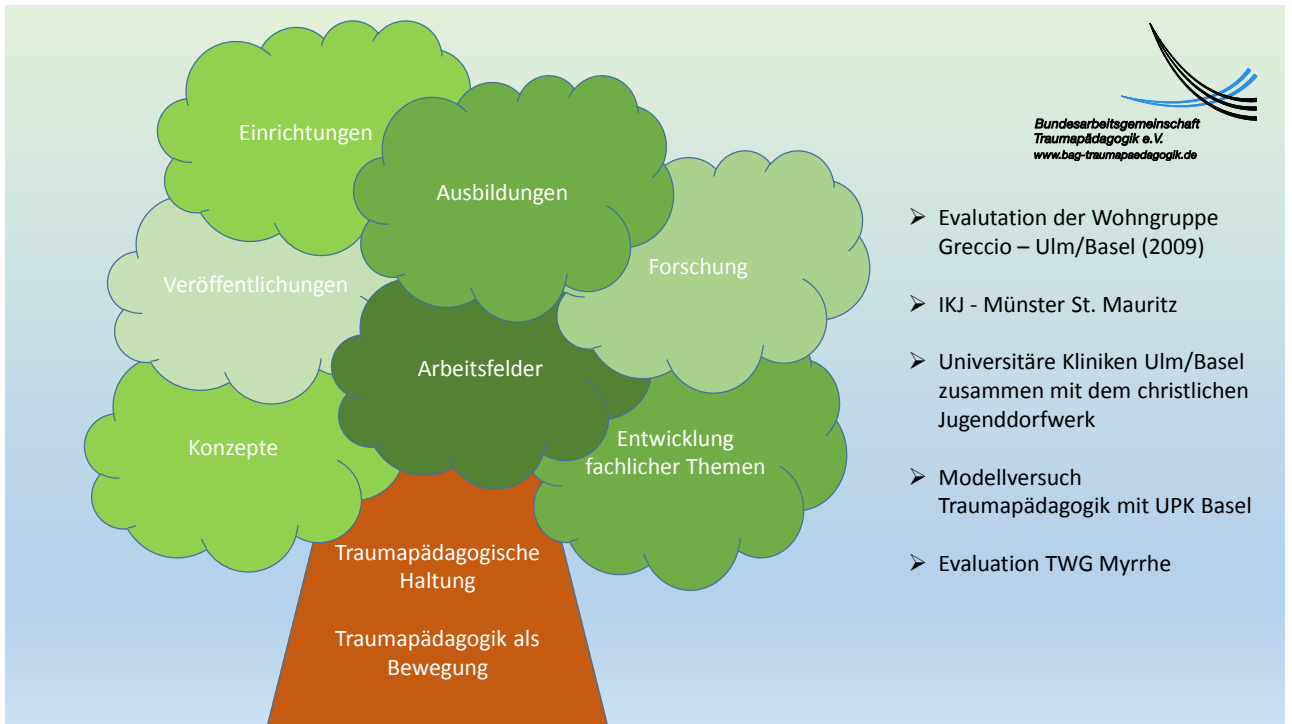 Einrichtungen
Ausbildungen
Veröffentlichungen
Forschung
Arbeitsfelder
Konzepte
Entwicklung
fachlicher Themen
Traumapädagogische
Haltung
Traumapädagogik als
Bewegung
Bundesarbeitsgemeinschaft
Traumapädagogik e.V.
www.bag-traumapaedagogik.de
➢ Evalutation der Wohngruppe
Greccio – Ulm/Basel (2009)
➢ IKJ - Münster St. Mauritz
➢ Universitäre Kliniken Ulm/Basel
zusammen mit dem christlichen
Jugenddorfwerk
➢ Modellversuch
Traumapädagogik mit UPK Basel
➢ Evaluation TWG Myrrhe